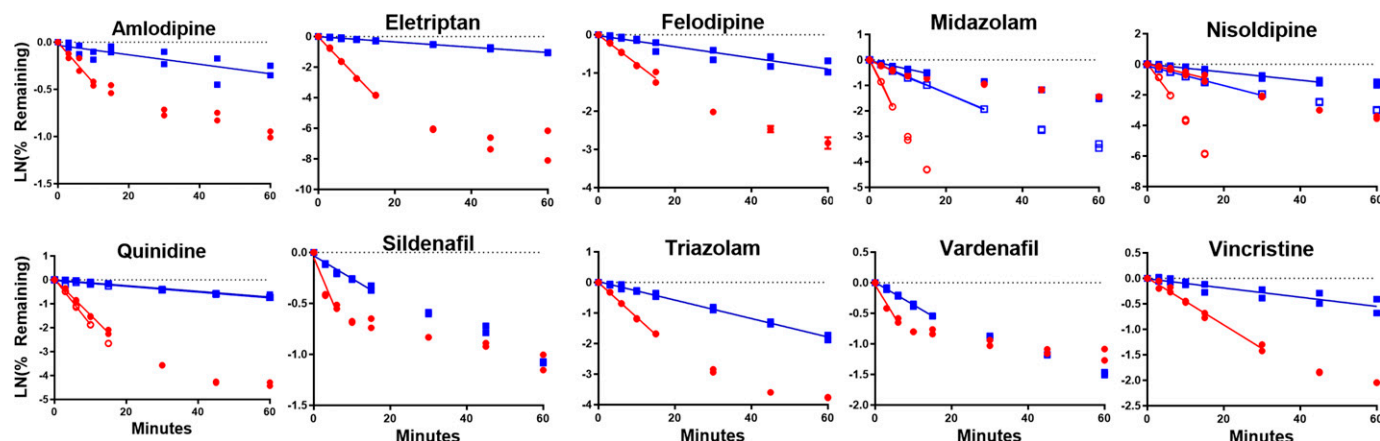 Amlodipine
Eletriptan
Felodipine
Midazolam
Nisoldipine
LN(% Remaining)
0.0
-0.5
-1.0
-1.5
0 20 40 60
0
-2
-4
-6
-8
-10
0 20 40 60
0
-1
-2
-3
-4
0 20 40 60
1
0
-1
-2
-3
-4
-5
0 20 40 60
2
0
-2
-4
-6
-8
0 20 40 60
Quinidine
Sildenafil
Triazolam
Vardenafil
Vincristine
LN(% Remaining)
1
0
-1
-2
-3
-4
-5
0 20 40 60
0.0
-0.5
-1.0
-1.5
0 20 40 60
1
0
-1
-2
-3
-4
0 20 40 60
0.5
0.0
-0.5
-1.0
-1.5
-2.0
0 20 40 60
0.5
0.0
-0.5
-1.0
-1.5
-2.0
-2.5
0 20 40 60
Minutes
Minutes
Minutes
Minutes
Minutes